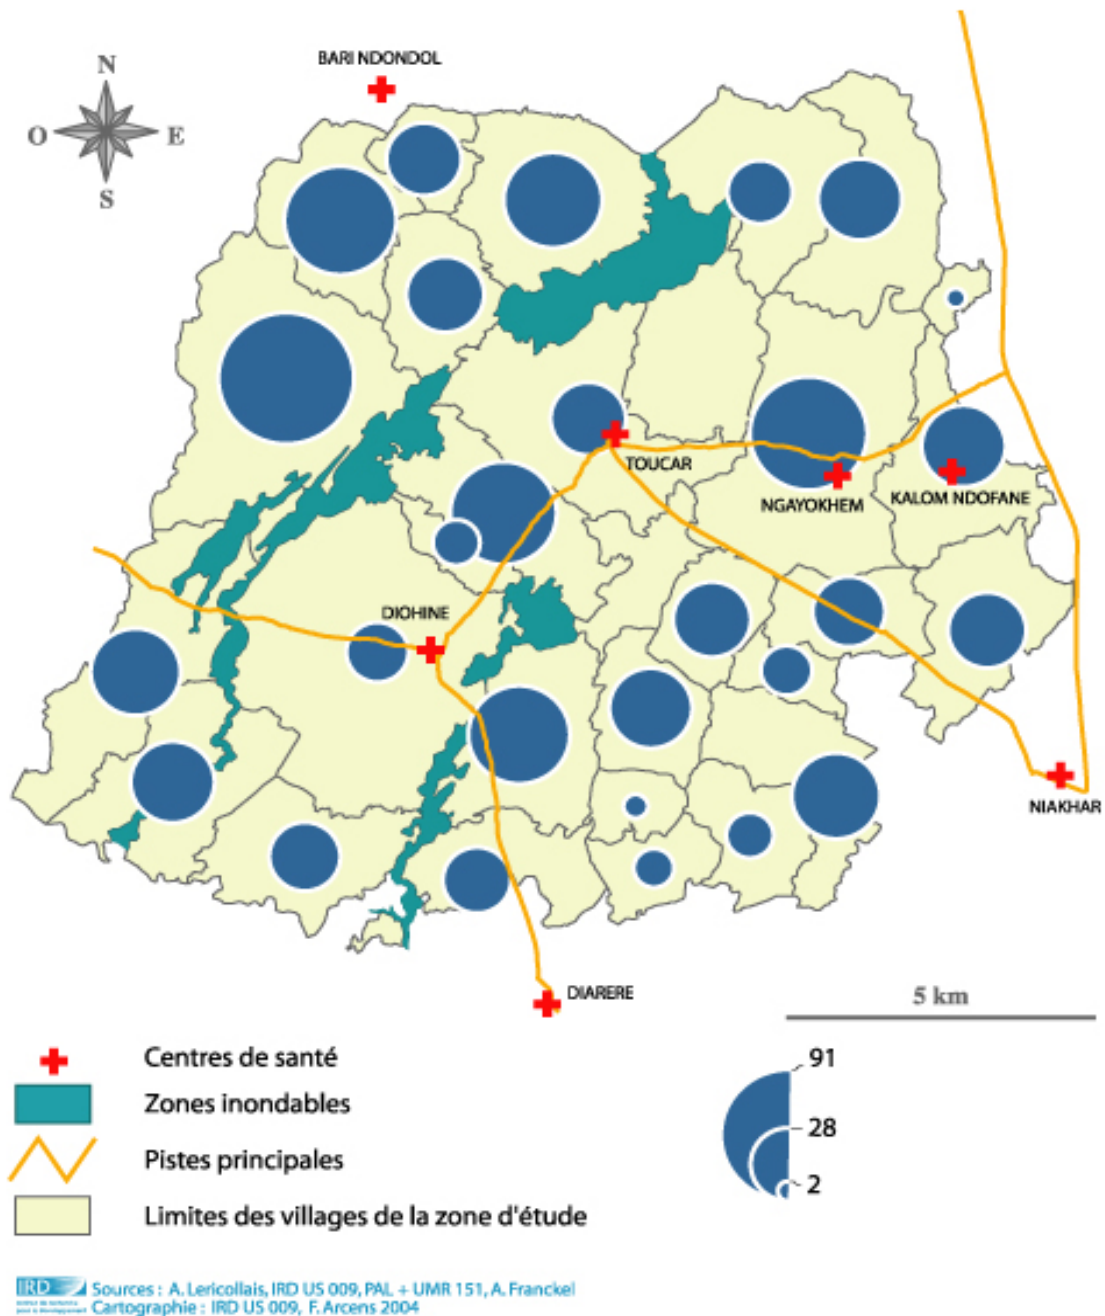 BARI NDONDOL
N
O
E
S
TOUCAR
NGAYOKHEM
KALOM NDOFANE
DIOHINE
NIAKHAR
DIARERE
5 km
Centres de santé
Zones inondables
Pistes principales
Limites des villages de la zone d'étude
91
28
2
IRD
Sources : A. Lericollais, IRD US 009, PAL + UMR 151, A. Franckel
Cartographie : IRD US 009, F. Arcens 2004